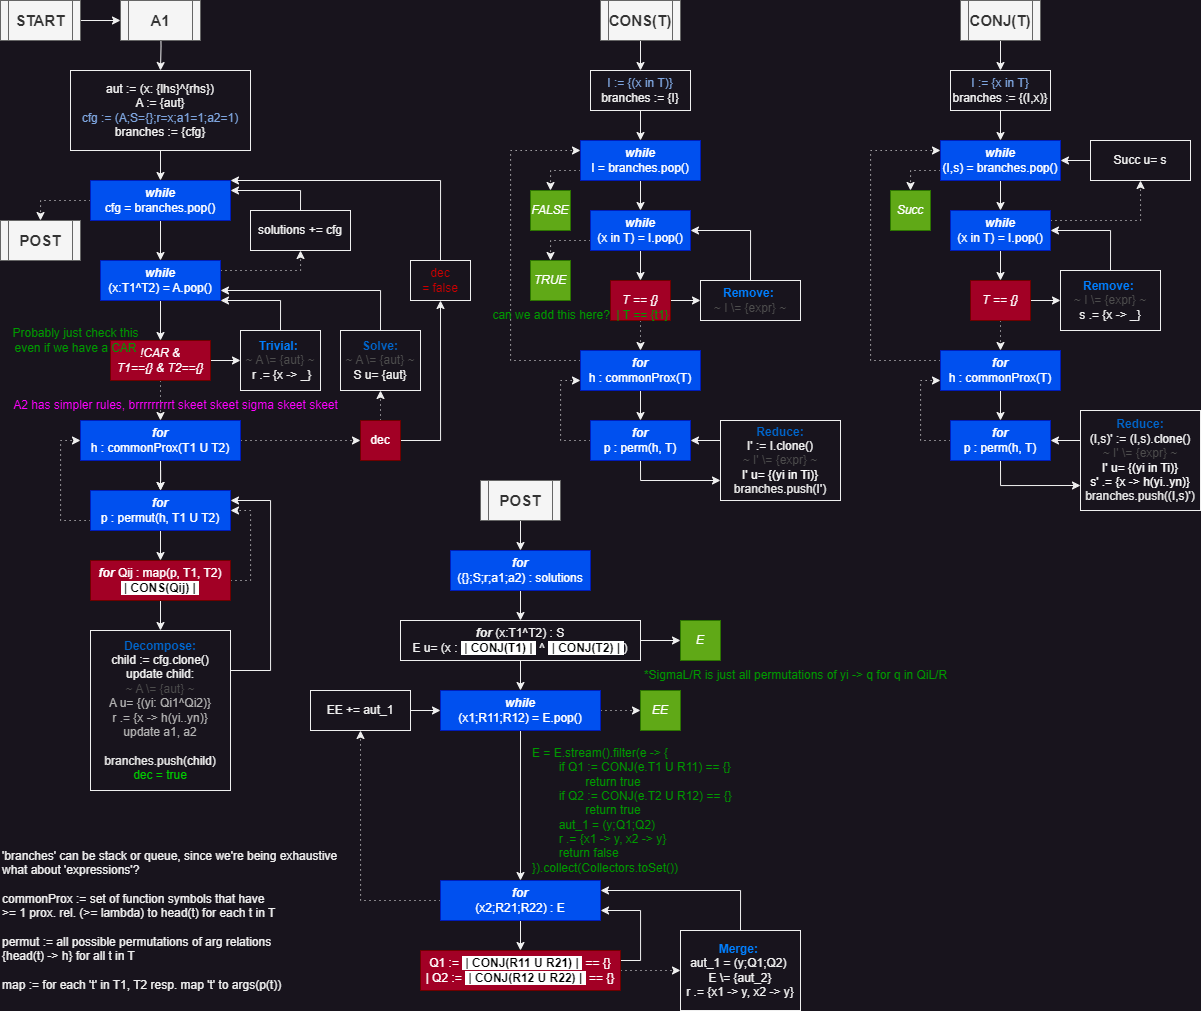 START
A1
aut := (x: {lhs}^{rhs})
A := {aut}
cfg := (A;S={};r=x;a1=1;a2=1)
branches := {cfg}
while
cfg = branches.pop()
POST
solutions += cfg
while
(x:T1^T2) = A.pop()
dec
= false
Probably just check this
even if we have a CAR
!CAR &
T1=={} & T2=={}
Trivial:
~ A \= {aut} ~
r .= {x -> _}
Solve:
~ A \= {aut} ~
S u= {aut}
A2 has simpler rules, brrrrrrrrt skeet skeet sigma skeet skeet
for
h : commonProx(T1 U T2)
dec
for
p : permut(h, T1 U T2)
for Qij : map(p, T1, T2)
| CONS(Qij) |
Decompose:
child := cfg.clone()
update child:
~ A \= {aut} ~
A u= {(yi: Qi1^Qi2)}
r .= {x -> h(yi..yn)}
update a1, a2
branches.push(child)
dec = true
'branches' can be stack or queue, since we're being exhaustive
what about 'expressions'?
commonProx := set of function symbols that have
>= 1 prox. rel. (>= lambda) to head(t) for each t in T
permut := all possible permutations of arg relations
{head(t) -> h} for all t in T
map := for each 't' in T1, T2 resp. map 't' to args(p(t))
CONS(T)
I := {(x in T)}
branches := {I}
while
I = branches.pop()
FALSE
while
(x in T) = I.pop()
TRUE
T == {}
can we add this here? | T == [t1]
Remove:
~ I \= {expr} ~
for
h : commonProx(T)
for
p : perm(h, T)
Reduce:
I' := I.clone()
~ I' \= {expr} ~
I' u= {(yi in Ti)}
branches.push(I')
CONJ(T)
I := {x in T}
branches := {(I,x)}
while
(I,s) = branches.pop()
Succ u= s
Succ
while
(x in T) = I.pop()
T == {}
Remove:
~ I \= {expr} ~
s .= {x -> _}
for
h : commonProx(T)
for
p : perm(h, T)
Reduce:
(I,s)' := (I,s).clone()
~ I' \= {expr} ~
I' u= {(yi in Ti)}
s' .= {x -> h(yi..yn)}
branches.push((I,s)')
POST
for
({};S;r;a1;a2) : solutions
for (x:T1^T2) : S
E u= (x : | CONJ(T1) | ^ | CONJ(T2) | )
E
*SigmaL/R is just all permutations of yi -> q for q in QiL/R
EE += aut_1
while
(x1;R11;R12) = E.pop()
EE
E = E.stream().filter(e -> {
if Q1 := CONJ(e.T1 U R11) == {}
return true
if Q2 := CONJ(e.T2 U R12) == {}
return true
aut_1 = (y;Q1;Q2)
r .= {x1 -> y, x2 -> y}
return false
}).collect(Collectors.toSet())
for
(x2;R21;R22) : E
Q1 := | CONJ(R11 U R21) | == {}
| Q2 := | CONJ(R12 U R22) | == {}
Merge:
aut_1 = (y;Q1;Q2)
E \= {aut_2}
r .= {x1 -> y, x2 -> y}